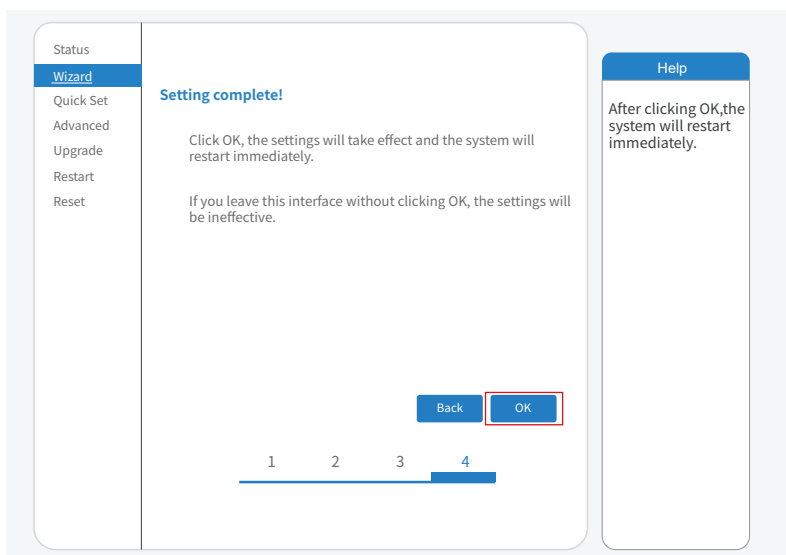 Status
Wizard
Quick Set
Advanced
Upgrade
Restart
Reset
Setting complete!
Click OK, the settings will take effect and the system will
restart immediately.
If you leave this interface without clicking OK, the settings will
be ineffective.
Back
OK
1 2 3 4
Help
After clicking OK,the
system will restart
immediately.